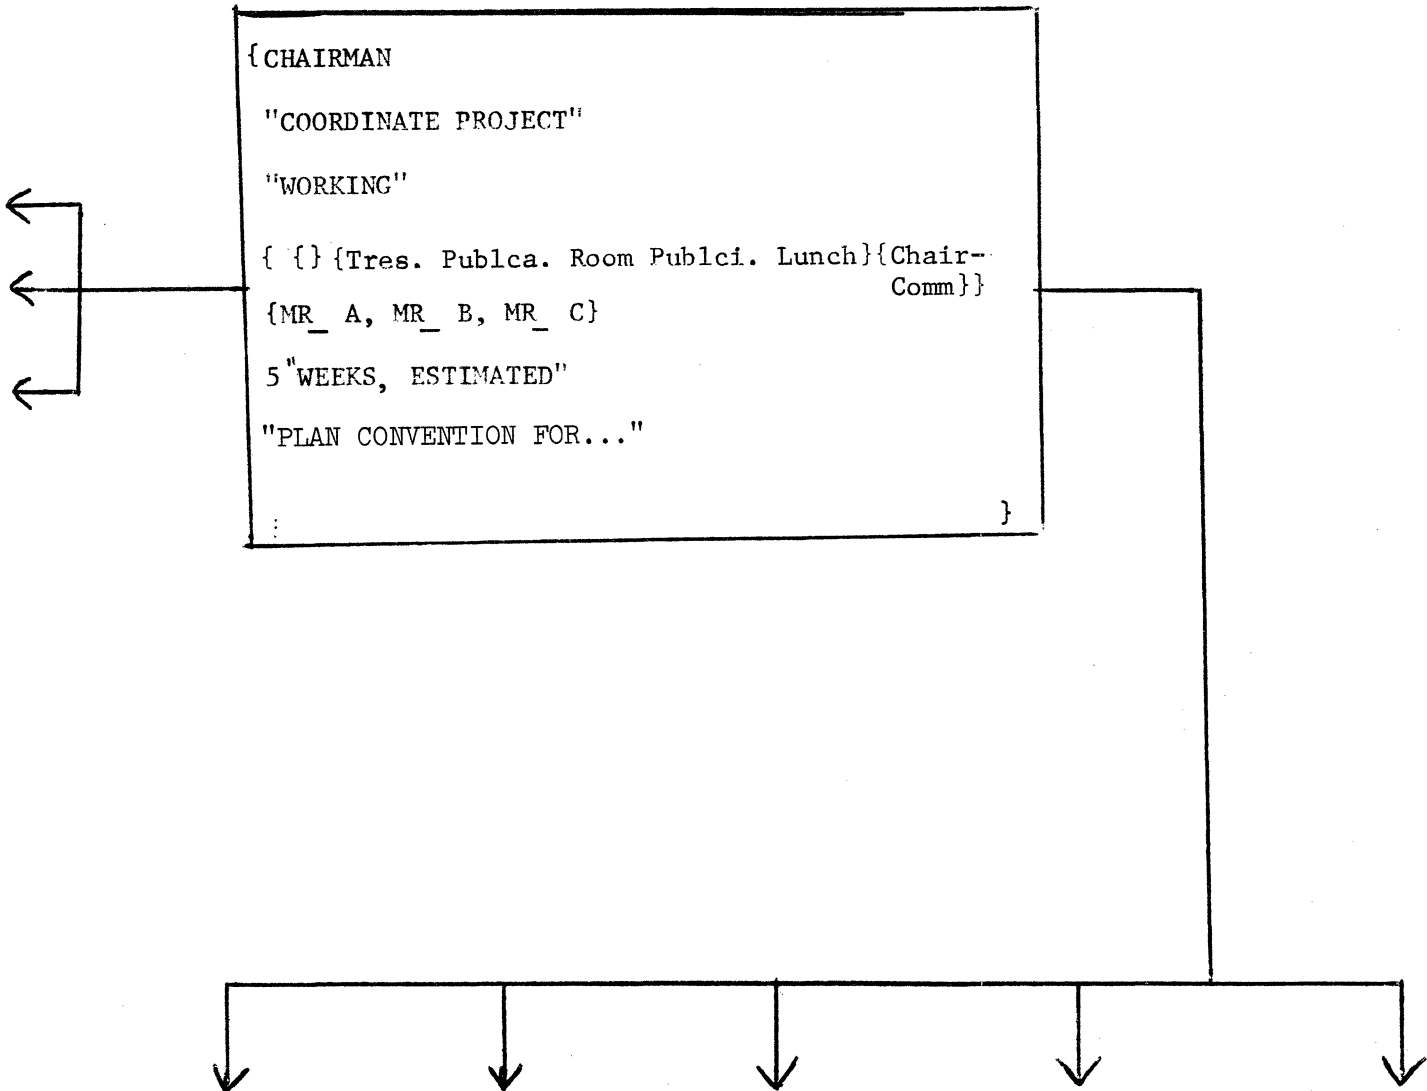 {CHAIRMAN
"COORDINATE PROJECT"
"WORKING"
{ {} {Tres. Publca. Room Publci. Lunch}{Chair-
Comm}}
{MR_ A, MR_ B, MR_ C}
5 "WEEKS, ESTIMATED"
"PLAN CONVENTION FOR..."
⋮ }